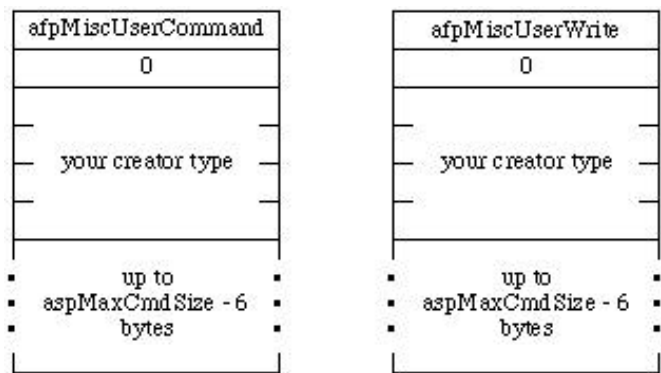 afpMiscUserCommand
0
your creator type
up to
aspMaxCmdSize - 6
bytes
afpMiscUserWrite
0
your creator type
up to
aspMaxCmdSize - 6
bytes